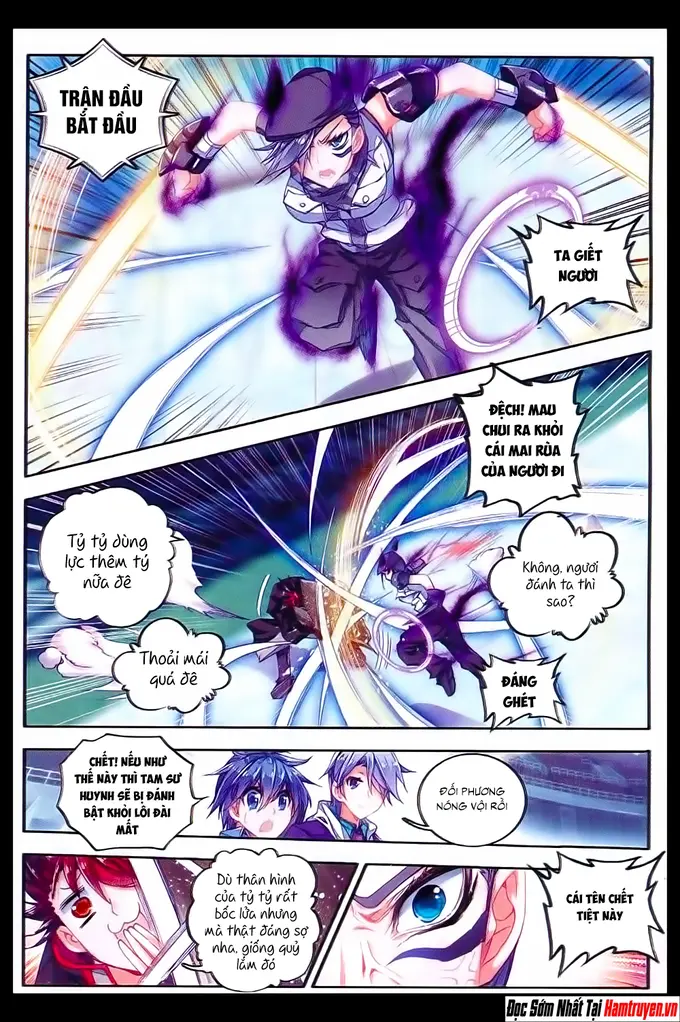 TRẬN ĐẤU
BẮT ĐẦU
TA GIẾT
NGƯƠI
ĐỆCH! MAU
CHUI RA KHỎI
CÁI MAI RÙA
CỦA NGƯƠI ĐI
Tỷ tỷ dùng
lực thêm tý
nữa đê
Không, ngươi
đánh ta thì
sao?
Thoải mái
quá đê
ĐÁNG
GHÉT
CHẾT! NẾU NHƯ
THẾ NÀY THÌ TAM SƯ
HUYNH SẼ BỊ ĐÁNH
BẬT KHỎI LÔI ĐÀI
MẤT
ĐỐI PHƯƠNG
NÓNG VỘI RỒI
Dù thân hình
của tỷ tỷ rất
bốc lửa nhưng
mà thật đáng sợ
nha, giống quỷ
lắm đó
CÁI TÊN CHẾT
TIỆT NÀY
Đọc Sớm Nhất Tại Hamtruyen.vn